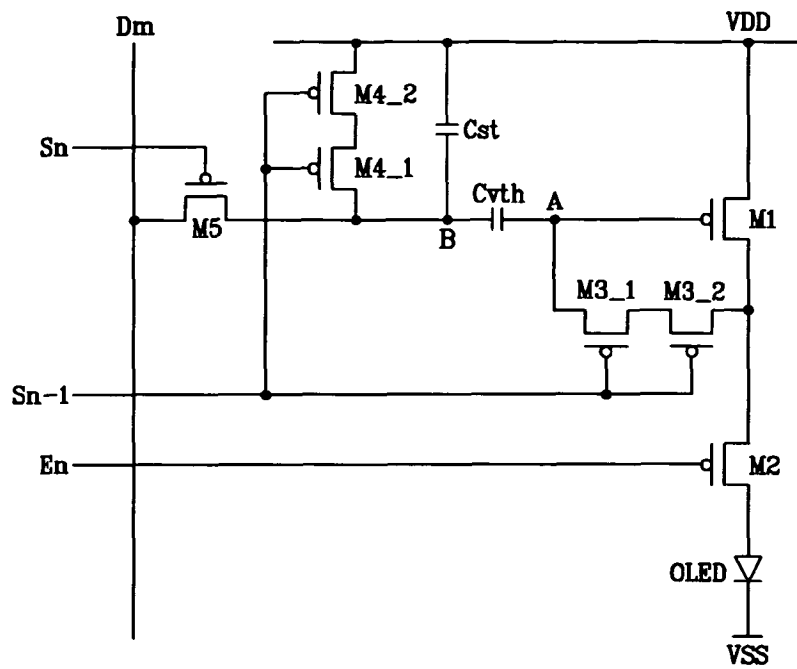 Dm
VDD
M4_2
Cst
Sn
M4_1
Cvth
A
M5
B
M1
M3_1
M3_2
Sn-1
En
M2
OLED
VSS